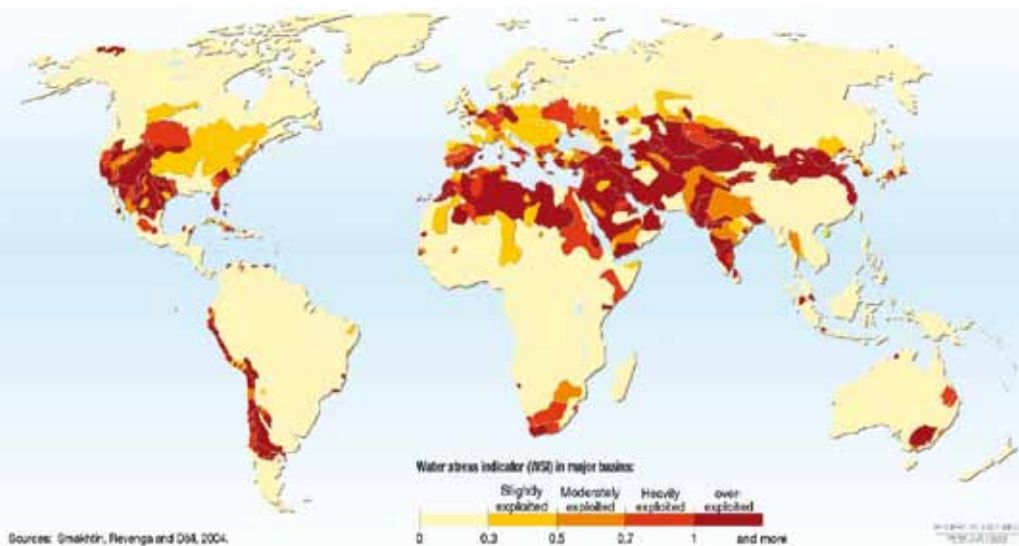 Water stress indicator (WSI) in major basins:
Slightly exploited
Moderately exploited
Heavily exploited
over-exploited
0 0.3 0.5 0.7 1 and more
Sources: Smakhtin, Revenga and Döll, 2004.